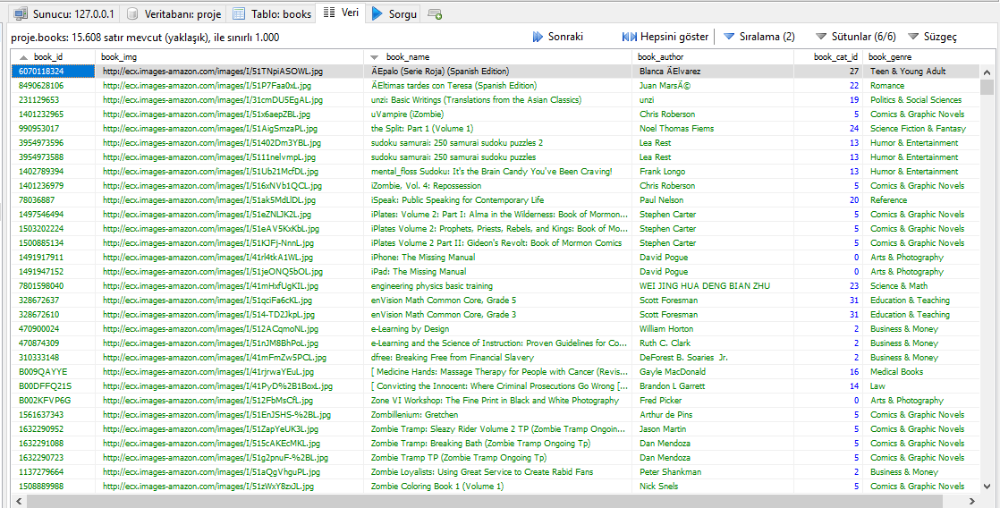 Sunucu: 127.0.0.1 Veritabanı: proje Tablo: books Veri Sorgu
proje.books: 15.608 satır mevcut (yaklaşık), ile sınırlı 1.000 Sonraki Hepsini göster Sıralama (2) Sütunlar (6/6) Süzgeç
book_id book_img book_name book_author book_cat_id book_genre
6070118324 http://ecx.images-amazon.com/images/I/51TNpiASOWL.jpg ÄEpalo (Serie Roja) (Spanish Edition) Blanca ÄElvarez 27 Teen & Young Adult
8490628106 http://ecx.images-amazon.com/images/I/51P7Faa0xL.jpg ÄEltimas tardes con Teresa (Spanish Edition) Juan MarsÃ© 22 Romance
231129653 http://ecx.images-amazon.com/images/I/31cmDU5EgAL.jpg unzi: Basic Writings (Translations from the Asian Classics) unzi 19 Politics & Social Sciences
1401232965 http://ecx.images-amazon.com/images/I/51x6aepZBL.jpg uVampire (iZombie) Chris Roberson 5 Comics & Graphic Novels
990953017 http://ecx.images-amazon.com/images/I/51AigSmzaPL.jpg the Split: Part 1 (Volume 1) Noel Thomas Fiems 24 Science Fiction & Fantasy
3954973596 http://ecx.images-amazon.com/images/I/51402Dm3YBL.jpg sudoku samurai: 250 samurai sudoku puzzles 2 Lea Rest 13 Humor & Entertainment
3954973588 http://ecx.images-amazon.com/images/I/5111nelvmpL.jpg sudoku samurai: 250 samurai sudoku puzzles Lea Rest 13 Humor & Entertainment
1402789394 http://ecx.images-amazon.com/images/I/51Ub21McfDL.jpg mental_floss Sudoku: It's the Brain Candy You've Been Craving! Frank Longo 13 Humor & Entertainment
1401236979 http://ecx.images-amazon.com/images/I/516xNVb1QCL.jpg iZombie, Vol. 4: Repossession Chris Roberson 5 Comics & Graphic Novels
78036887 http://ecx.images-amazon.com/images/I/51ak5MdLlDL.jpg iSpeak: Public Speaking for Contemporary Life Paul Nelson 20 Reference
1497546494 http://ecx.images-amazon.com/images/I/51eZNLJK2L.jpg iPlates: Volume 2: Part I: Alma in the Wilderness: Book of Mormon... Stephen Carter 5 Comics & Graphic Novels
1503202224 http://ecx.images-amazon.com/images/I/51eAV5KxKbL.jpg iPlates: Volume 2: Prophets, Priests, Rebels, and Kings: Book of Mo... Stephen Carter 5 Comics & Graphic Novels
1500885134 http://ecx.images-amazon.com/images/I/51KJFj-NnnL.jpg iPlates Volume 2 Part II: Gideon's Revolt: Book of Mormon Comics Stephen Carter 5 Comics & Graphic Novels
1491917911 http://ecx.images-amazon.com/images/I/41rl4tkA1WL.jpg iPhone: The Missing Manual David Pogue 0 Arts & Photography
1491947152 http://ecx.images-amazon.com/images/I/51jeONQ5bOL.jpg iPad: The Missing Manual David Pogue 0 Arts & Photography
7801598040 http://ecx.images-amazon.com/images/I/41mHxfUgKIL.jpg engineering physics basic training WEI JING HUA DENG BIAN ZHU 23 Science & Math
328672637 http://ecx.images-amazon.com/images/I/51qciFa6cKL.jpg enVision Math Common Core, Grade 5 Scott Foresman 31 Education & Teaching
328672610 http://ecx.images-amazon.com/images/I/514-TD2JkpL.jpg enVision Math Common Core, Grade 3 Scott Foresman 31 Education & Teaching
470900024 http://ecx.images-amazon.com/images/I/512ACqmoNL.jpg e-Learning by Design William Horton 2 Business & Money
470874309 http://ecx.images-amazon.com/images/I/51nJM8BhPoL.jpg e-Learning and the Science of Instruction: Proven Guidelines for Co... Ruth C. Clark 2 Business & Money
310333148 http://ecx.images-amazon.com/images/I/41mFmZw5PCL.jpg dfree: Breaking Free from Financial Slavery DeForest B. Soaries Jr. 2 Business & Money
B009QAYYE http://ecx.images-amazon.com/images/I/41rjrwaYEuL.jpg [ Medicine Hands: Massage Therapy for People with Cancer (Revis... Gayle MacDonald 16 Medical Books
B00DFFQ21S http://ecx.images-amazon.com/images/I/41PyD%2B1BoxL.jpg [ Convicting the Innocent: Where Criminal Prosecutions Go Wrong [... Brandon L Garrett 14 Law
B002KFVP6G http://ecx.images-amazon.com/images/I/512FbMsCfL.jpg Zone VI Workshop: The Fine Print in Black and White Photography Fred Picker 0 Arts & Photography
1561637343 http://ecx.images-amazon.com/images/I/51EnJSHS-%2BL.jpg Zombillenium: Gretchen Arthur de Pins 5 Comics & Graphic Novels
1632290952 http://ecx.images-amazon.com/images/I/51ZapYeUK3L.jpg Zombie Tramp: Sleazy Rider Volume 2 TP (Zombie Tramp Ongoin... Jason Martin 5 Comics & Graphic Novels
1632291088 http://ecx.images-amazon.com/images/I/515cAKEcMKL.jpg Zombie Tramp: Breaking Bath (Zombie Tramp Ongoing Tp) Dan Mendoza 5 Comics & Graphic Novels
1632290723 http://ecx.images-amazon.com/images/I/51g2pnuF-%2BL.jpg Zombie Tramp TP (Zombie Tramp Ongoing Tp) Dan Mendoza 5 Comics & Graphic Novels
1137279664 http://ecx.images-amazon.com/images/I/51aQgVhguPL.jpg Zombie Loyalists: Using Great Service to Create Rabid Fans Peter Shankman 2 Business & Money
1508889988 http://ecx.images-amazon.com/images/I/51zWxY8zxJL.jpg Zombie Coloring Book 1 (Volume 1) Nick Snels 5 Comics & Graphic Novels